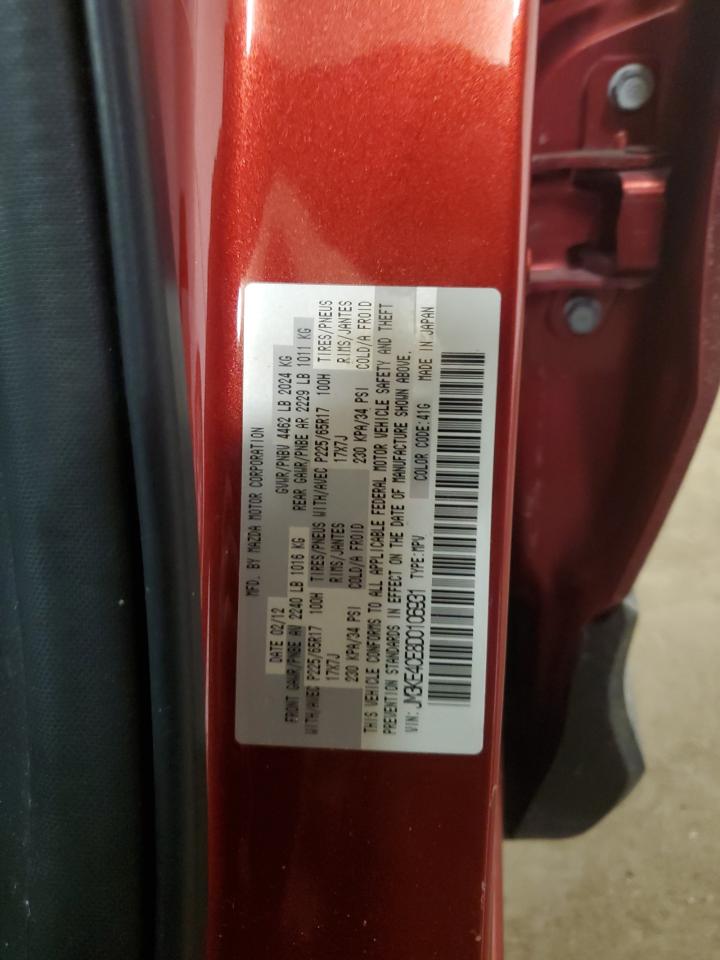 MFD. BY MAZDA MOTOR CORPORATION
DATE 02/12 GVWR/PNBV 4462 LB 2024 KG
FRONT GAWR/PNBE AV 2240 LB 1016 KG REAR GAWR/PNBE AR 2229 LB 1011 KG
WITH/AVEC P225/65R17 100H TIRES/PNEUS WITH/AVEC P225/65R17 100H TIRES/PNEUS
17X7J RIMS/JANTES 17X7J RIMS/JANTES
230 KPA/34 PSI COLD/A FROID 230 KPA/34 PSI COLD/A FROID
THIS VEHICLE CONFORMS TO ALL APPLICABLE FEDERAL MOTOR VEHICLE SAFETY AND THEFT
PREVENTION STANDARDS IN EFFECT ON THE DATE OF MANUFACTURE SHOWN ABOVE.
VIN: JM3KE4CE8D0106931 TYPE:MPV COLOR CODE:41G MADE IN JAPAN